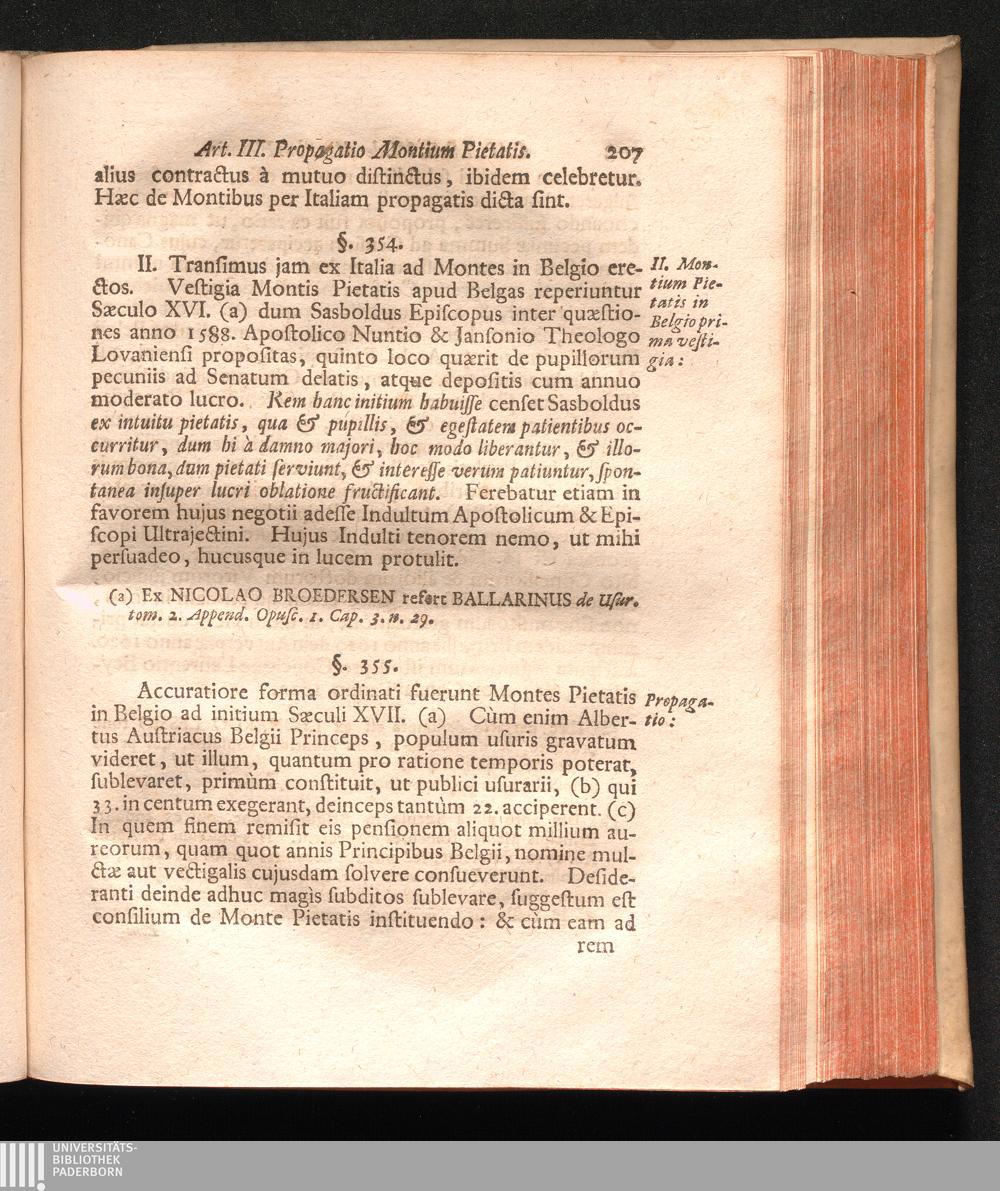 Art. III. Propagatio Montium Pietatis. 207
alius contractus à mutuo distinctus, ibidem celebretur.
Hæc de Montibus per Italiam propagatis dicta sint.
§. 354.
II. Transimus jam ex Italia ad Montes in Belgio ere-
ctos. Vestigia Montis Pietatis apud Belgas reperiuntur
Sæculo XVI. (a) dum Sasboldus Episcopus inter quæstio-
nes anno 1588. Apostolico Nuntio & Jansonio Theologo
Lovaniensi propositas, quinto loco quærit de pupillorum
pecuniis ad Senatum delatis, atque depositis cum annuo
moderato lucro. Rem hanc initium habuisse censet Sasboldus
ex intuitu pietatis, qua & pupillis, & egestatem patientibus oc-
curritur, dum hi à damno majori, hoc modo liberantur, & illo-
rum bona, dum pietati serviunt, & interesse verum patiuntur, spon-
tanea insuper lucri oblatione fructificant. Ferebatur etiam in
favorem hujus negotii adesse Indultum Apostolicum & Epi-
scopi Ultrajectini. Hujus Indulti tenorem nemo, ut mihi
persuadeo, hucusque in lucem protulit.
II. Mon-
tium Pie-
tatis in
Belgio pri-
ma vesti-
gia:
(a) Ex NICOLAO BROEDERSEN refert BALLARINUS de Usur.
tom. 2. Append. Opusc. 1. Cap. 3. n. 29.
§. 355.
Accuratiore forma ordinati fuerunt Montes Pietatis
in Belgio ad initium Sæculi XVII. (a) Cùm enim Alber-
tus Austriacus Belgii Princeps, populum usuris gravatum
videret, ut illum, quantum pro ratione temporis poterat,
sublevaret, primùm constituit, ut publici usurarii, (b) qui
33. in centum exegerant, deinceps tantùm 22. acciperent. (c)
In quem finem remisit eis pensionem aliquot millium au-
reorum, quam quot annis Principibus Belgii, nomine mul-
ctæ aut vectigalis cujusdam solvere consueverunt. Deside-
ranti deinde adhuc magis subditos sublevare, suggestum est
consilium de Monte Pietatis instituendo: & cùm eam ad
rem
Propaga-
tio:
UNIVERSITÄTS-
BIBLIOTHEK
PADERBORN